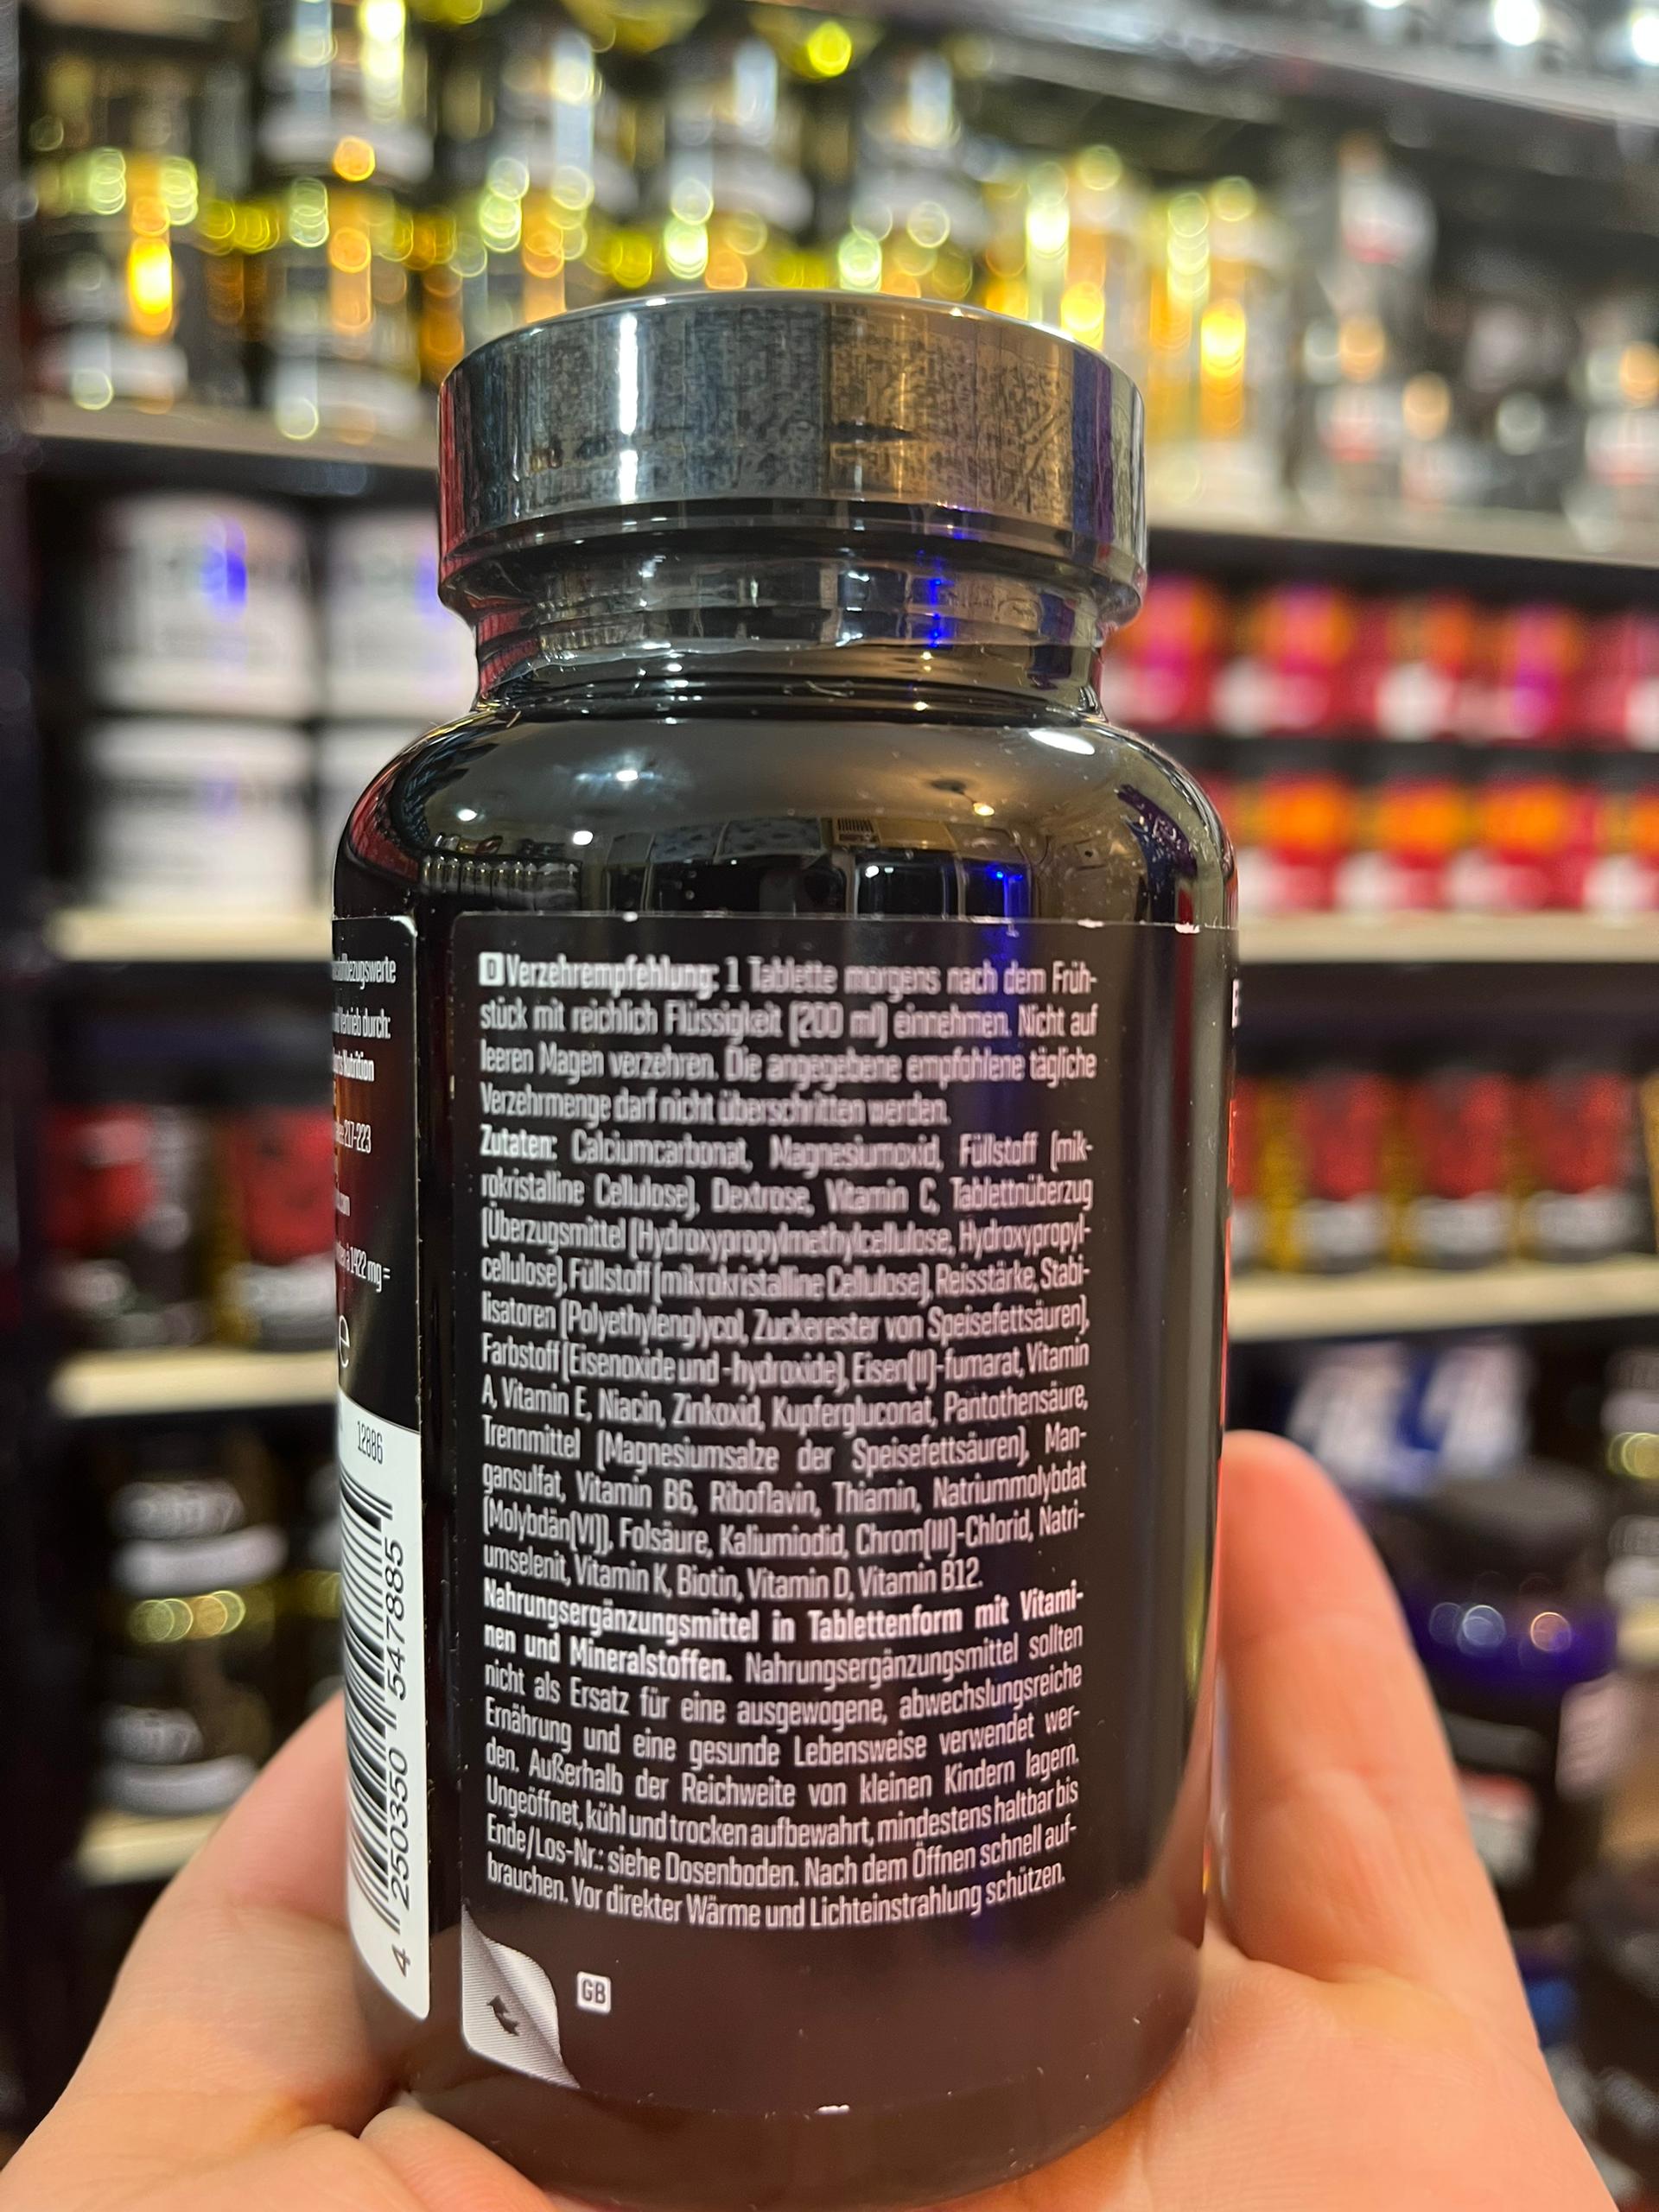 Verzehrempfehlung: 1 Tablette morgens nach dem Früh-
stück mit reichlich Flüssigkeit (200 ml) einnehmen. Nicht auf
leeren Magen verzehren. Die angegebene empfohlene tägliche
Verzehrmenge darf nicht überschritten werden.
Zutaten: Calciumcarbonat, Magnesiumoxid, Füllstoff (mik-
rokristalline Cellulose), Dextrose, Vitamin C, Tablettnüberzug
(Überzugsmittel (Hydroxypropylmethylcellulose, Hydroxypropyl-
cellulose), Füllstoff (mikrokristalline Cellulose), Reisstärke, Stabi-
lisatoren (Polyethylenglycol, Zuckerester von Speisefettsäuren),
Farbstoff (Eisenoxide und -hydroxide), Eisen(II)-fumarat, Vitamin
A, Vitamin E, Niacin, Zinkoxid, Kupfergluconat, Pantothensäure,
Trennmittel (Magnesiumsalze der Speisefettsäuren), Man-
gansulfat, Vitamin B6, Riboflavin, Thiamin, Natriummolybdat
(Molybdän(VI)), Folsäure, Kaliumiodid, Chrom(III)-Chlorid, Natri-
umselenit, Vitamin K, Biotin, Vitamin D, Vitamin B12.
Nahrungsergänzungsmittel in Tablettenform mit Vitami-
nen und Mineralstoffen. Nahrungsergänzungsmittel sollten
nicht als Ersatz für eine ausgewogene, abwechslungsreiche
Ernährung und eine gesunde Lebensweise verwendet wer-
den. Außerhalb der Reichweite von kleinen Kindern lagern.
Ungeöffnet, kühl und trocken aufbewahrt, mindestens haltbar bis
Ende/Los-Nr.: siehe Dosenboden. Nach dem Öffnen schnell auf-
brauchen. Vor direkter Wärme und Lichteinstrahlung schützen.
GB
durch:
Nutrition
217-223
à 1422 mg =
e
12886
4 250350 547885